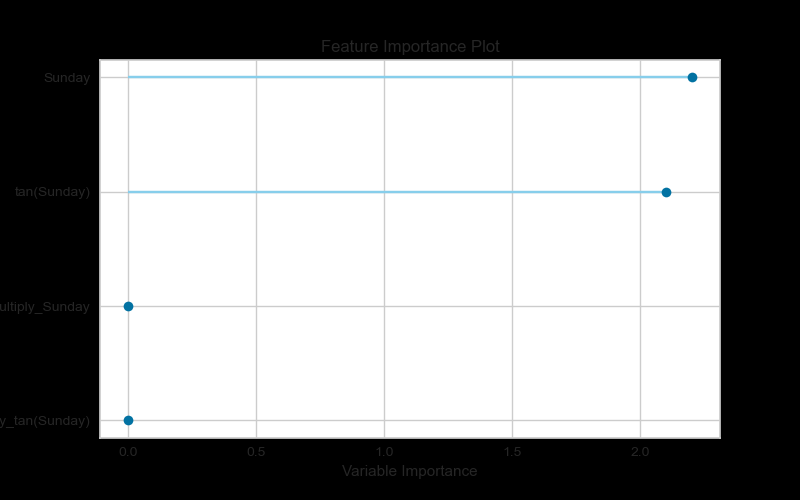 Feature Importance Plot
Sunday
tan(Sunday)
ultiply_Sunday
y_tan(Sunday)
0.0 0.5 1.0 1.5 2.0
Variable Importance